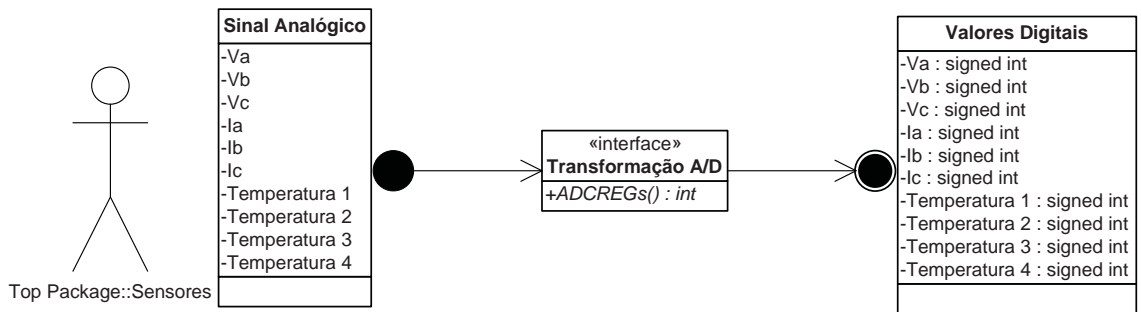 Top Package::Sensores
Sinal Analógico
-Va
-Vb
-Vc
-Ia
-Ib
-Ic
-Temperatura 1
-Temperatura 2
-Temperatura 3
-Temperatura 4
«interface»
Transformação A/D
+ADCREGs() : int
Valores Digitais
-Va : signed int
-Vb : signed int
-Vc : signed int
-Ia : signed int
-Ib : signed int
-Ic : signed int
-Temperatura 1 : signed int
-Temperatura 2 : signed int
-Temperatura 3 : signed int
-Temperatura 4 : signed int